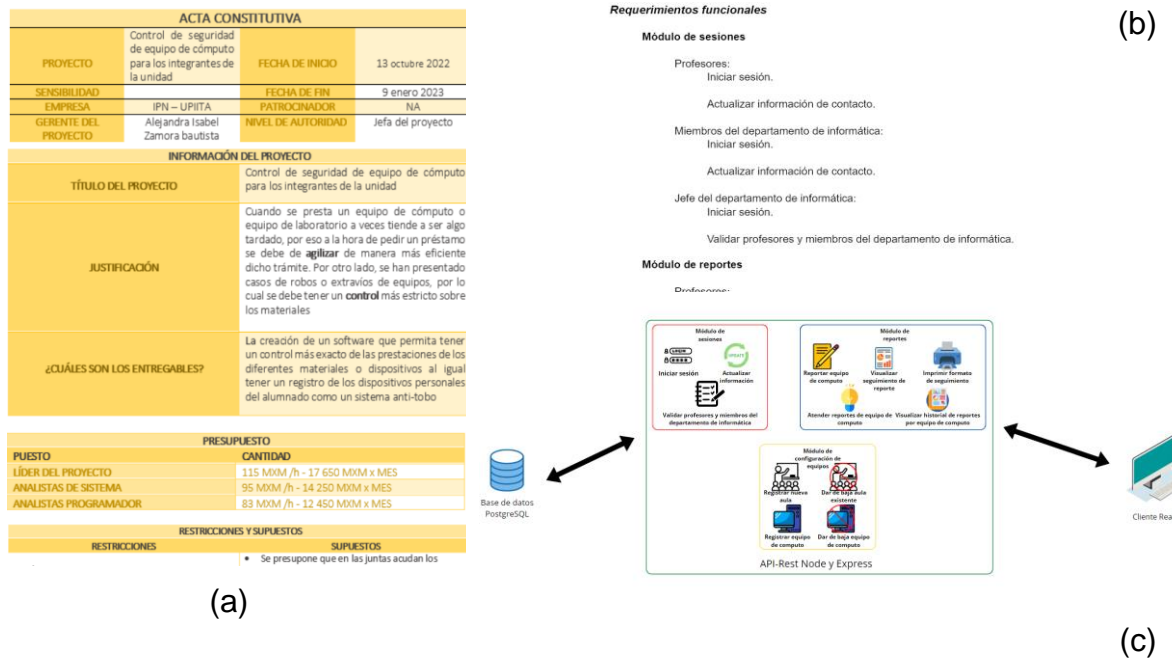 ACTA CONSTITUTIVA
PROYECTO
Control de seguridad
de equipo de cómputo
para los integrantes de
la unidad
FECHA DE INICIO
13 octubre 2022
SENSIBILIDAD
FECHA DE FIN
9 enero 2023
EMPRESA
IPN – UPIITA
PATROCINADOR
NA
GERENTE DEL
PROYECTO
Alejandra Isabel
Zamora bautista
NIVEL DE AUTORIDAD
Jefa del proyecto
INFORMACIÓN DEL PROYECTO
TÍTULO DEL PROYECTO
Control de seguridad de equipo de cómputo
para los integrantes de la unidad
JUSTIFICACIÓN
Cuando se presta un equipo de cómputo o
equipo de laboratorio a veces tiende a ser algo
tardado, por eso a la hora de pedir un préstamo
se debe de agilizar de manera más eficiente
dicho trámite. Por otro lado, se han presentado
casos de robos o extravíos de equipos, por lo
cual se debe tener un control más estricto sobre
los materiales
¿CUÁLES SON LOS ENTREGABLES?
La creación de un software que permita tener
un control más exacto de las prestaciones de los
diferentes materiales o dispositivos al igual
tener un registro de los dispositivos personales
del alumnado como un sistema anti-tobo
PRESUPUESTO
PUESTO
CANTIDAD
LÍDER DEL PROYECTO
115 MXM /h - 17 650 MXM x MES
ANALISTAS DE SISTEMA
95 MXM /h - 14 250 MXM x MES
ANALISTAS PROGRAMADOR
83 MXM /h - 12 450 MXM x MES
RESTRICCIONES Y SUPUESTOS
RESTRICCIONES
SUPUESTOS
• Se presupone que en las juntas acudan los
(a)
Requerimientos funcionales
(b)
Módulo de sesiones
Profesores:
Iniciar sesión.
Actualizar información de contacto.
Miembros del departamento de informática:
Iniciar sesión.
Actualizar información de contacto.
Jefe del departamento de informática:
Iniciar sesión.
Validar profesores y miembros del departamento de informática.
Módulo de reportes
Profesores:
Módulo de
sesiones
UPDATE
Iniciar sesión
Actualizar
información
Validar profesores y miembros del
departamento de informática
Módulo de
reportes
Reportar equipo
de computo
Visualizar
seguimiento de
reporte
Imprimir formato
de seguimiento
Atender reportes de equipo de
computo
Visualizar historial de reportes
por equipo de computo
Módulo de
configuración de
equipos
Registrar nueva
aula
Dar de baja aula
existente
Registrar equipo
de computo
Dar de baja equipo
de computo
API-Rest Node y Express
Base de datos
PostgreSQL
Cliente Rea
(c)